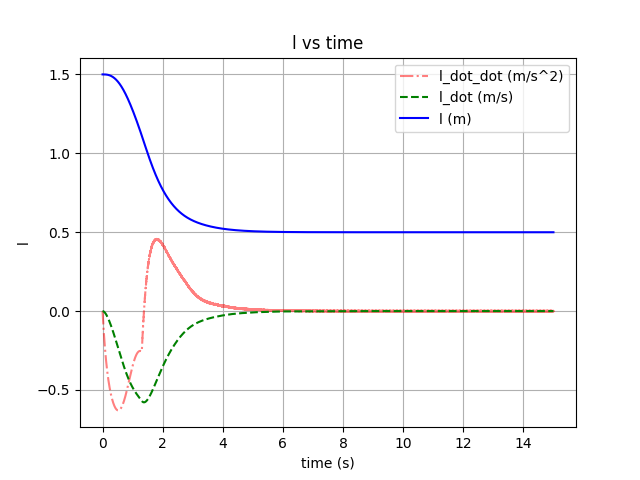 l vs time
l_dot_dot (m/s^2)
l_dot (m/s)
l (m)
1.5
1.0
0.5
0.0
−0.5
l
0 2 4 6 8 10 12 14
time (s)